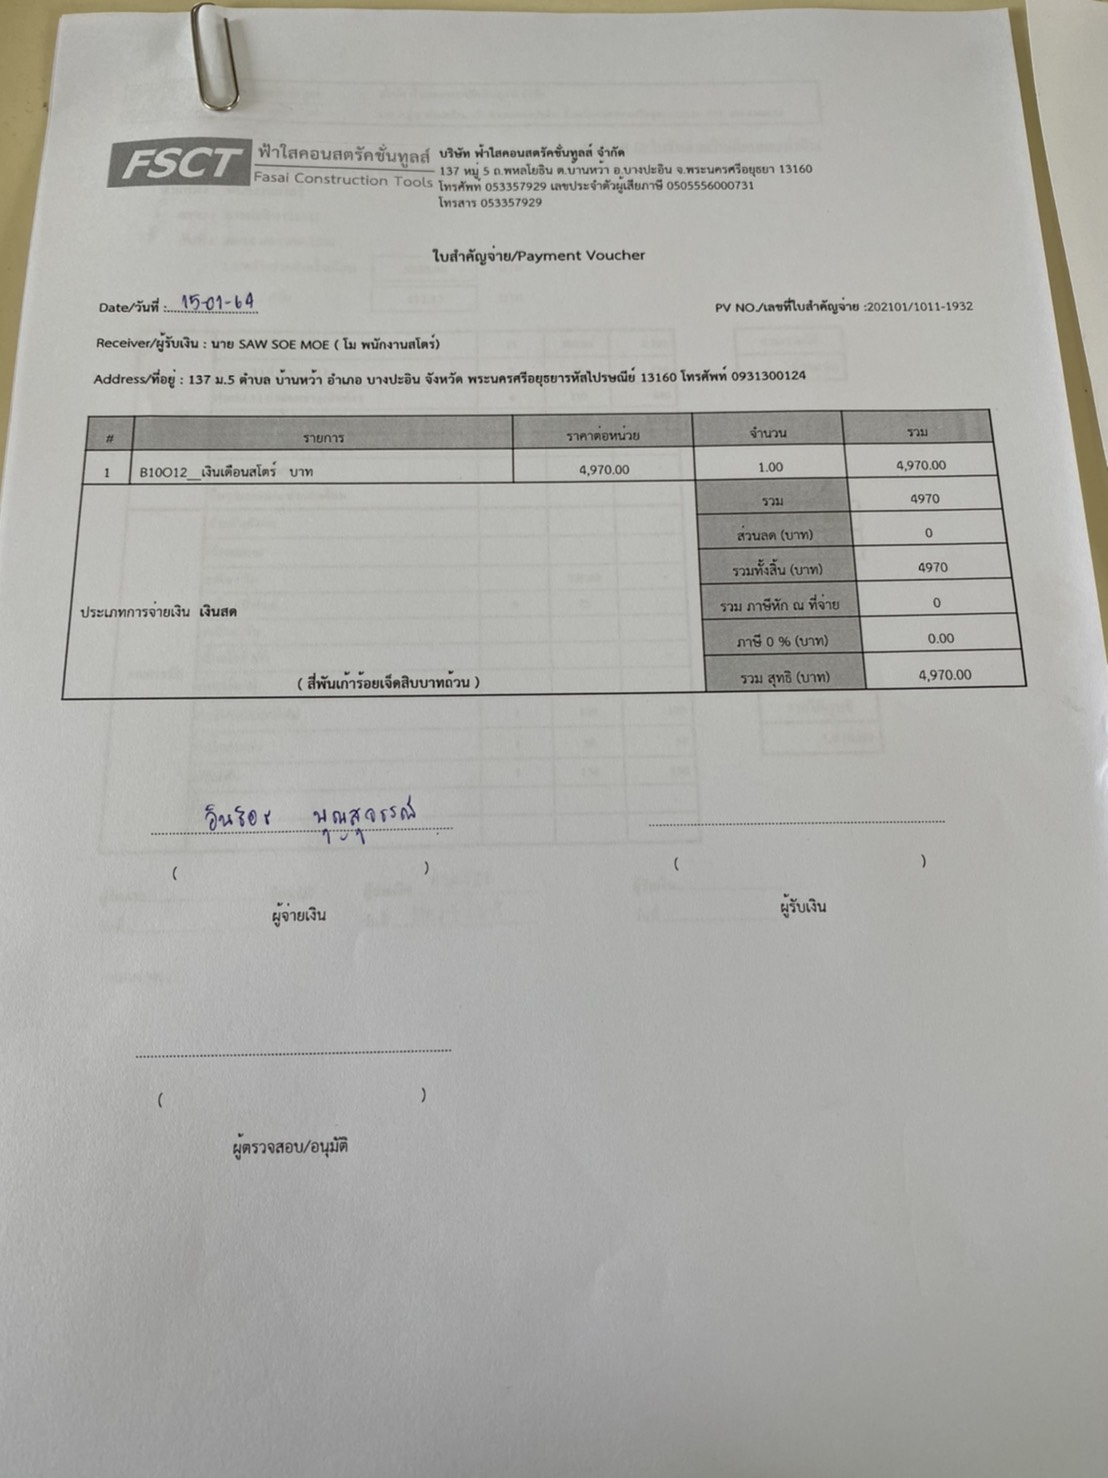 FSCT ฟ้าใสคอนสตรัคชั่นทูลส์
Fasai Construction Tools
บริษัท ฟ้าใสคอนสตรัคชั่นทูลส์ จำกัด
137 หมู่ 5 ถ.พหลโยธิน ต.บ้านหว้า อ.บางปะอิน จ.พระนครศรีอยุธยา 13160
โทรศัพท์ 053357929 เลขประจำตัวผู้เสียภาษี 0505556000731
โทรสาร 053357929
ใบสำคัญจ่าย/Payment Voucher
Date/วันที่ : 15-01-64 PV NO./เลขที่ใบสำคัญจ่าย :202101/1011-1932
Receiver/ผู้รับเงิน : นาย SAW SOE MOE ( โม พนักงานสโตร์)
Address/ที่อยู่ : 137 ม.5 ตำบล บ้านหว้า อำเภอ บางปะอิน จังหวัด พระนครศรีอยุธยารหัสไปรษณีย์ 13160 โทรศัพท์ 0931300124
# รายการ ราคาต่อหน่วย จำนวน รวม
1 B10O12__เงินเดือนสโตร์ บาท 4,970.00 1.00 4,970.00
รวม 4970
ส่วนลด (บาท) 0
รวมทั้งสิ้น (บาท) 4970
ประเภทการจ่ายเงิน เงินสด รวม ภาษีหัก ณ ที่จ่าย 0
ภาษี 0 % (บาท) 0.00
( สี่พันเก้าร้อยเจ็ดสิบบาทถ้วน ) รวม สุทธิ (บาท) 4,970.00
( ) ( )
ผู้จ่ายเงิน ผู้รับเงิน
( )
ผู้ตรวจสอบ/อนุมัติ